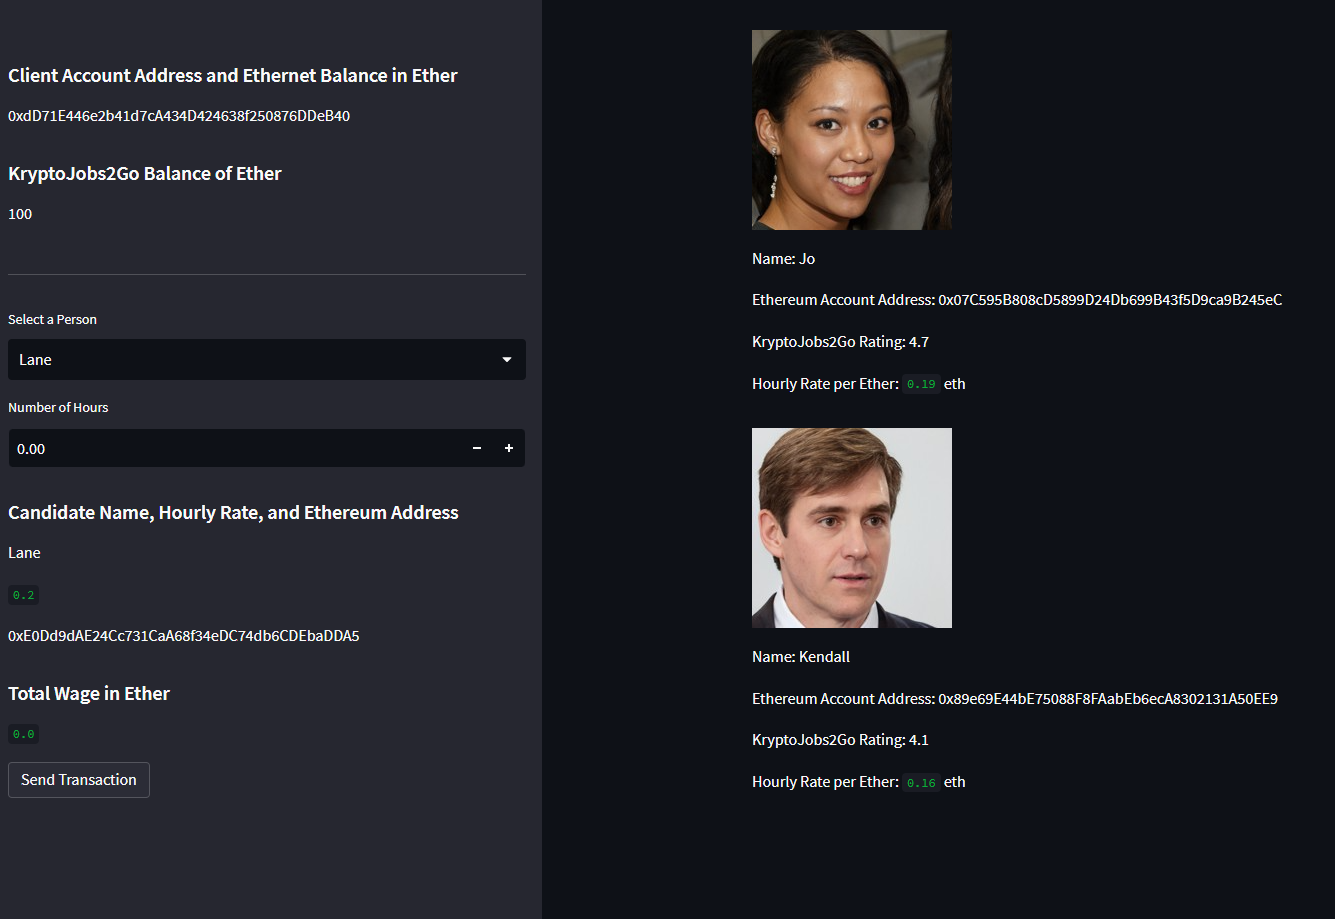 Client Account Address and Ethernet Balance in Ether
0xdD71E446e2b41d7cA434D424638f250876DDeB40
KryptoJobs2Go Balance of Ether
100
Select a Person
Lane
Number of Hours
0.00
Candidate Name, Hourly Rate, and Ethereum Address
Lane
0.2
0xE0Dd9dAE24Cc731CaA68f34eDC74db6CDEbaDDA5
Total Wage in Ether
0.0
Send Transaction
Name: Jo
Ethereum Account Address: 0x07C595B808cD5899D24Db699B43f5D9ca9B245eC
KryptoJobs2Go Rating: 4.7
Hourly Rate per Ether: 0.19 eth
Name: Kendall
Ethereum Account Address: 0x89e69E44bE75088F8FAabEb6ecA8302131A50EE9
KryptoJobs2Go Rating: 4.1
Hourly Rate per Ether: 0.16 eth